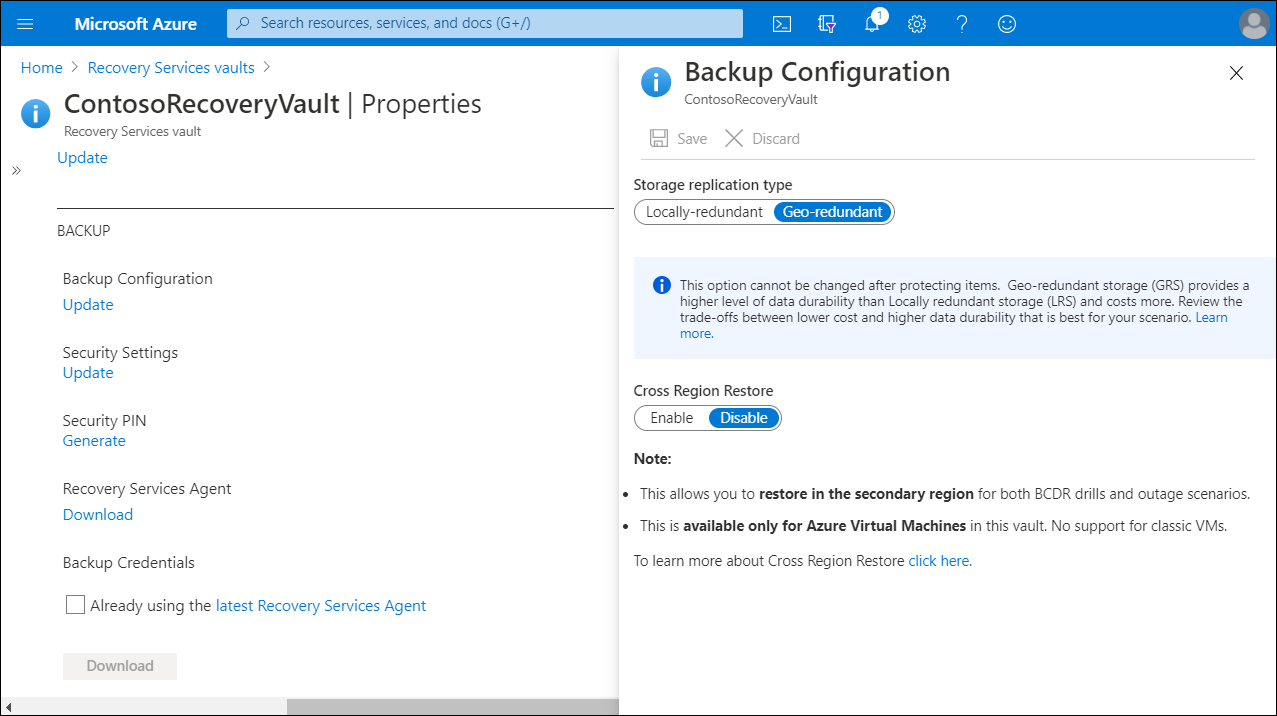 Microsoft Azure
Search resources, services, and docs (G+/)
1
Home > Recovery Services vaults >
ContosoRecoveryVault | Properties
Recovery Services vault
Update
BACKUP
Backup Configuration
Update
Security Settings
Update
Security PIN
Generate
Recovery Services Agent
Download
Backup Credentials
Already using the latest Recovery Services Agent
Download
Backup Configuration
ContosoRecoveryVault
Save Discard
Storage replication type
Locally-redundant Geo-redundant
This option cannot be changed after protecting items. Geo-redundant storage (GRS) provides a
higher level of data durability than Locally redundant storage (LRS) and costs more. Review the
trade-offs between lower cost and higher data durability that is best for your scenario. Learn
more.
Cross Region Restore
Enable Disable
Note:
• This allows you to restore in the secondary region for both BCDR drills and outage scenarios.
• This is available only for Azure Virtual Machines in this vault. No support for classic VMs.
To learn more about Cross Region Restore click here.